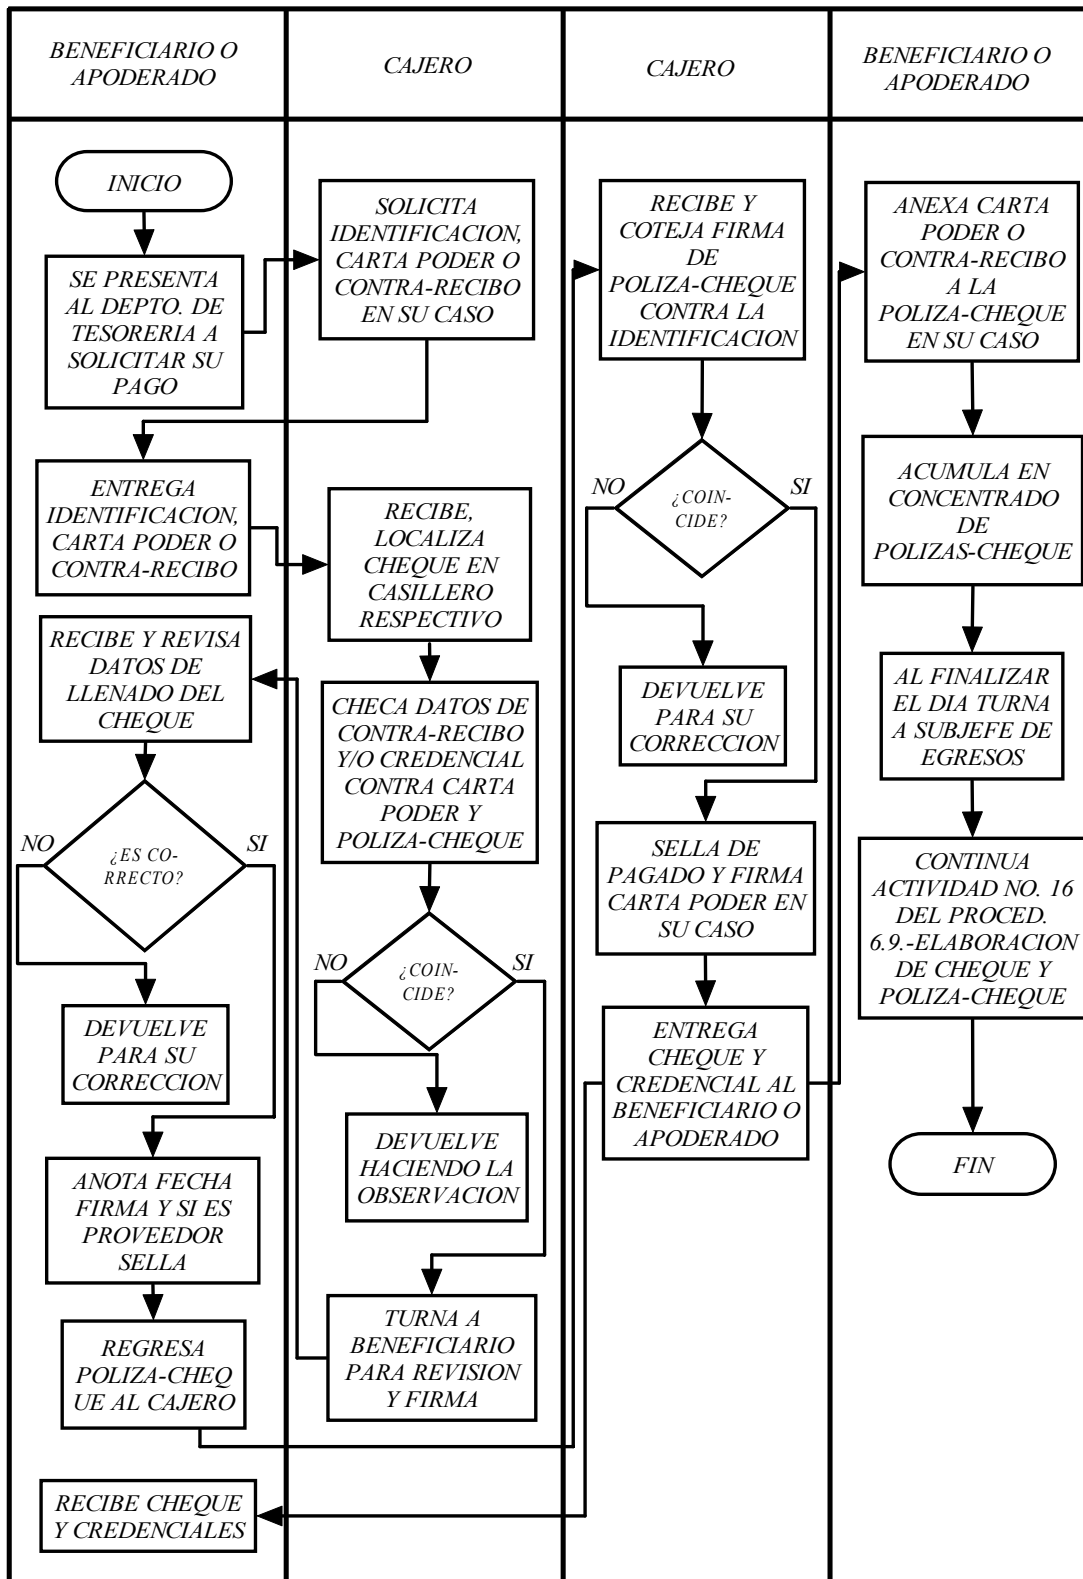 BENEFICIARIO O
APODERADO
CAJERO
CAJERO
BENEFICIARIO O
APODERADO
INICIO
SE PRESENTA
AL DEPTO. DE
TESORERIA A
SOLICITAR SU
PAGO
ENTREGA
IDENTIFICACION,
CARTA PODER O
CONTRA-RECIBO
RECIBE Y REVISA
DATOS DE
LLENADO DEL
CHEQUE
NO
SI
¿ES CO-
RRECTO?
DEVUELVE
PARA SU
CORRECCION
ANOTA FECHA
FIRMA Y SI ES
PROVEEDOR
SELLA
REGRESA
POLIZA-CHEQ
UE AL CAJERO
RECIBE CHEQUE
Y CREDENCIALES
SOLICITA
IDENTIFICACION,
CARTA PODER O
CONTRA-RECIBO
EN SU CASO
RECIBE,
LOCALIZA
CHEQUE EN
CASILLERO
RESPECTIVO
CHECA DATOS DE
CONTRA-RECIBO
Y/O CREDENCIAL
CONTRA CARTA
PODER Y
POLIZA-CHEQUE
NO
SI
¿COIN-
CIDE?
DEVUELVE
HACIENDO LA
OBSERVACION
TURNA A
BENEFICIARIO
PARA REVISION
Y FIRMA
RECIBE Y
COTEJA FIRMA
DE
POLIZA-CHEQUE
CONTRA LA
IDENTIFICACION
NO
SI
¿COIN-
CIDE?
DEVUELVE
PARA SU
CORRECCION
SELLA DE
PAGADO Y FIRMA
CARTA PODER EN
SU CASO
ENTREGA
CHEQUE Y
CREDENCIAL AL
BENEFICIARIO O
APODERADO
ANEXA CARTA
PODER O
CONTRA-RECIBO
A LA
POLIZA-CHEQUE
EN SU CASO
ACUMULA EN
CONCENTRADO
DE
POLIZAS-CHEQUE
AL FINALIZAR
EL DIA TURNA
A SUBJEFE DE
EGRESOS
CONTINUA
ACTIVIDAD NO. 16
DEL PROCED.
6.9.-ELABORACION
DE CHEQUE Y
POLIZA-CHEQUE
FIN